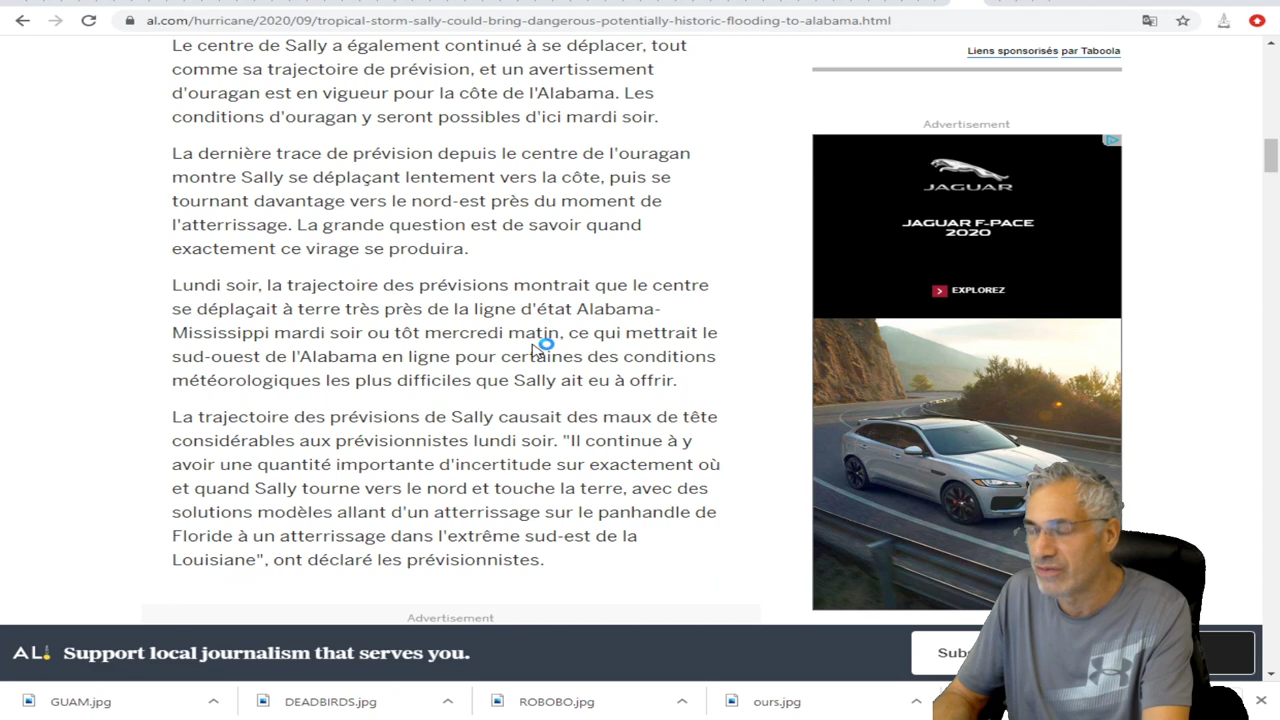 al.com/hurricane/2020/09/tropical-storm-sally-could-bring-dangerous-potentially-historic-flooding-to-alabama.html
Le centre de Sally a également continué à se déplacer, tout
comme sa trajectoire de prévision, et un avertissement
d'ouragan est en vigueur pour la côte de l'Alabama. Les
conditions d'ouragan y seront possibles d'ici mardi soir.
La dernière trace de prévision depuis le centre de l'ouragan
montre Sally se déplaçant lentement vers la côte, puis se
tournant davantage vers le nord-est près du moment de
l'atterrissage. La grande question est de savoir quand
exactement ce virage se produira.
Lundi soir, la trajectoire des prévisions montrait que le centre
se déplaçait à terre très près de la ligne d'état Alabama-
Mississippi mardi soir ou tôt mercredi matin, ce qui mettrait le
sud-ouest de l'Alabama en ligne pour certaines des conditions
météorologiques les plus difficiles que Sally ait eu à offrir.
La trajectoire des prévisions de Sally causait des maux de tête
considérables aux prévisionnistes lundi soir. "Il continue à y
avoir une quantité importante d'incertitude sur exactement où
et quand Sally tourne vers le nord et touche la terre, avec des
solutions modèles allant d'un atterrissage sur le panhandle de
Floride à un atterrissage dans l'extrême sud-est de la
Louisiane", ont déclaré les prévisionnistes.
Advertisement
Liens sponsorisés par Taboola
Advertisement
JAGUAR
JAGUAR F-PACE
2020
EXPLOREZ
AL
Support local journalism that serves you.
GUAM.jpg
DEADBIRDS.jpg
ROBOBO.jpg
ours.jpg